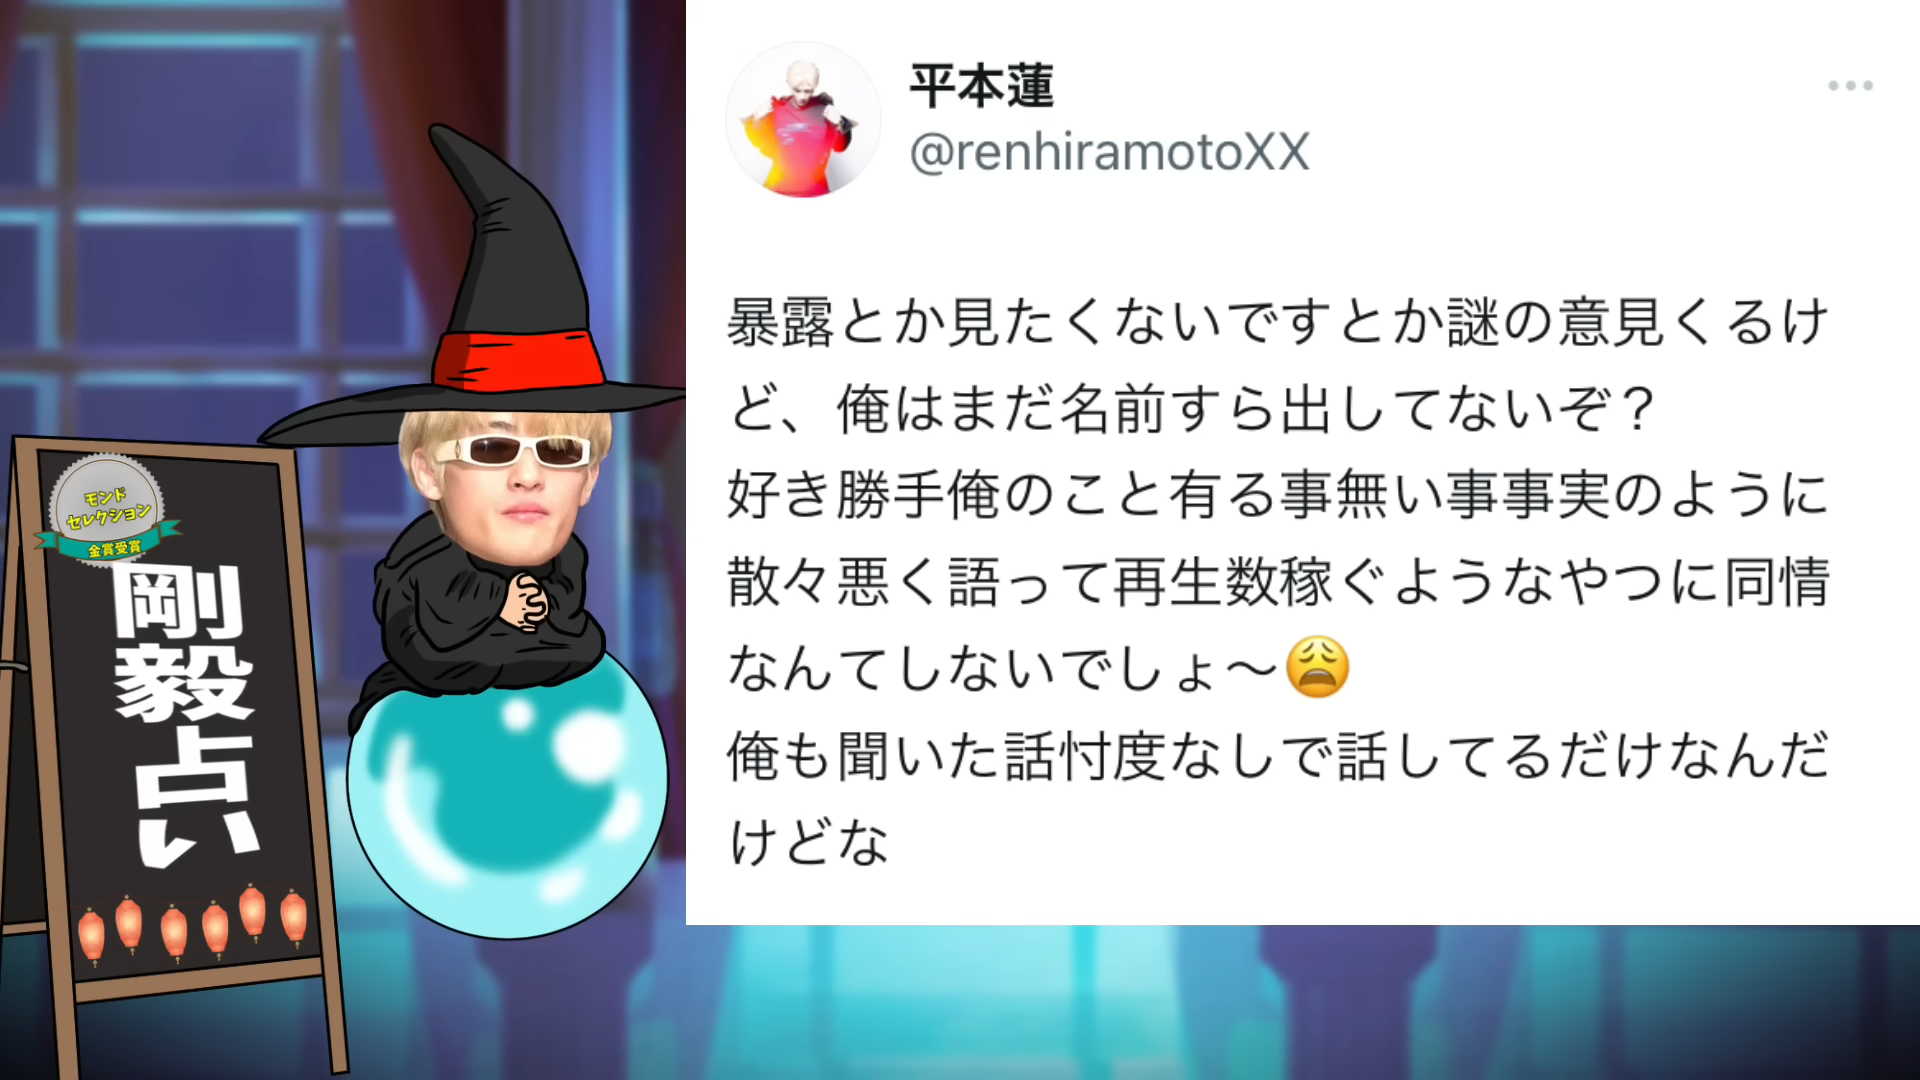 平本蓮
@renhiramotoXX
暴露とか見たくないですとか謎の意見くるけ
ど、俺はまだ名前すら出してないぞ？
好き勝手俺のこと有る事無い事事実のように
散々悪く語って再生数稼ぐようなやつに同情
なんてしないでしょ〜😩
俺も聞いた話忖度なしで話してるだけなんだ
けどな
モンド
セレクション
金賞受賞
剛毅占い